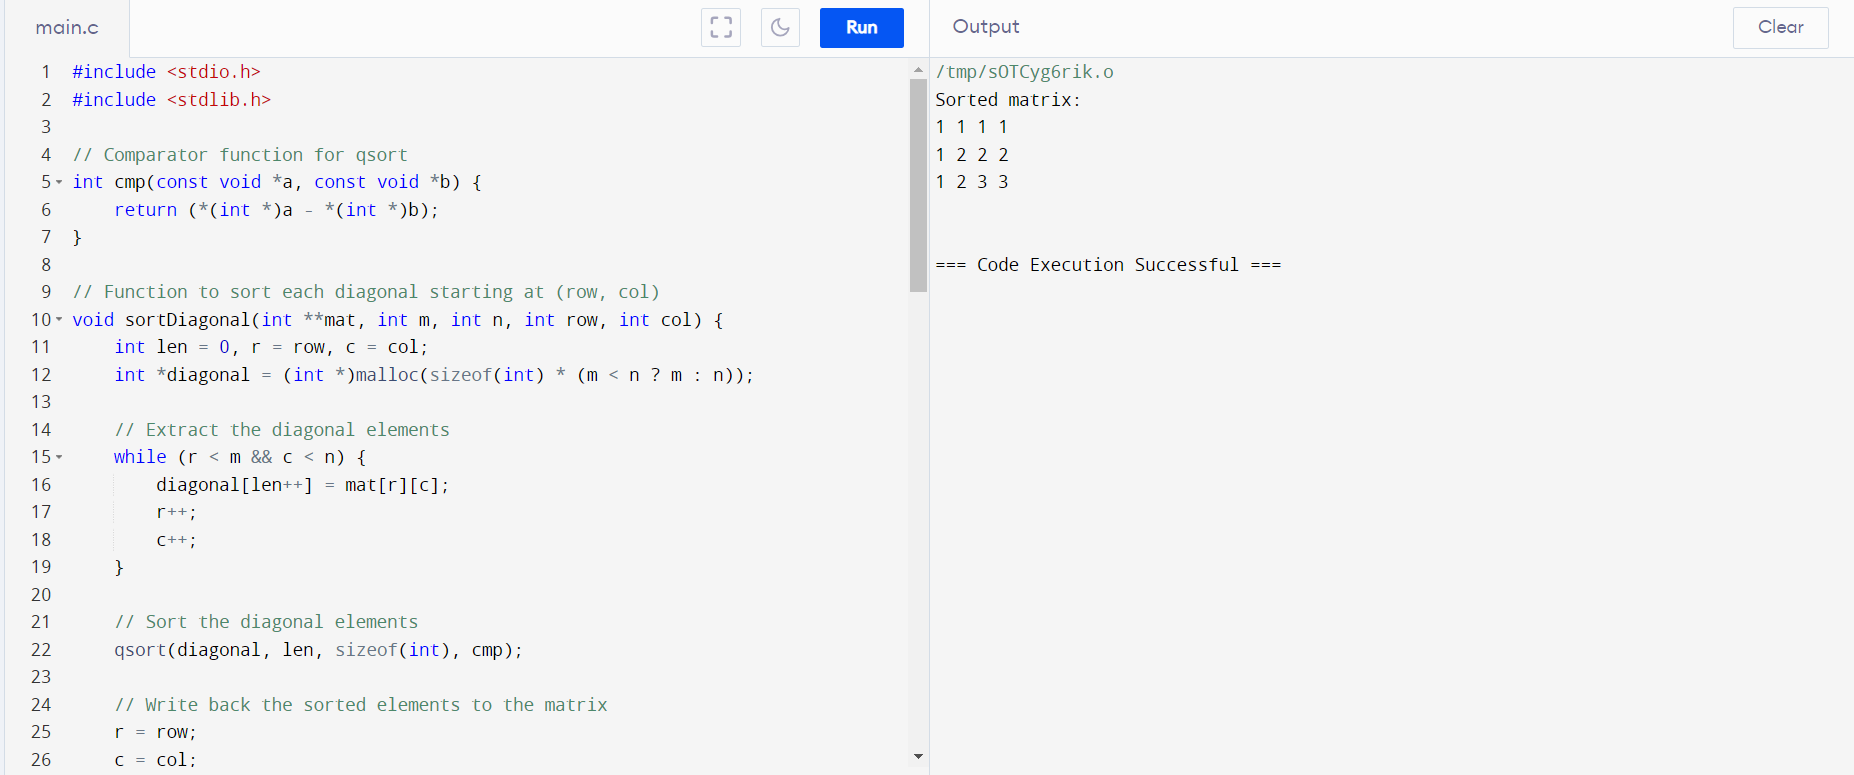 main.c
Run
Output
Clear
1 #include <stdio.h>
2 #include <stdlib.h>
3
4 // Comparator function for qsort
5 int cmp(const void *a, const void *b) {
6     return (*(int *)a - *(int *)b);
7 }
8
9 // Function to sort each diagonal starting at (row, col)
10 void sortDiagonal(int **mat, int m, int n, int row, int col) {
11     int len = 0, r = row, c = col;
12     int *diagonal = (int *)malloc(sizeof(int) * (m < n ? m : n));
13
14     // Extract the diagonal elements
15     while (r < m && c < n) {
16         diagonal[len++] = mat[r][c];
17         r++;
18         c++;
19     }
20
21     // Sort the diagonal elements
22     qsort(diagonal, len, sizeof(int), cmp);
23
24     // Write back the sorted elements to the matrix
25     r = row;
26     c = col;
/tmp/sOTCyg6rik.o
Sorted matrix:
1 1 1 1
1 2 2 2
1 2 3 3
=== Code Execution Successful ===